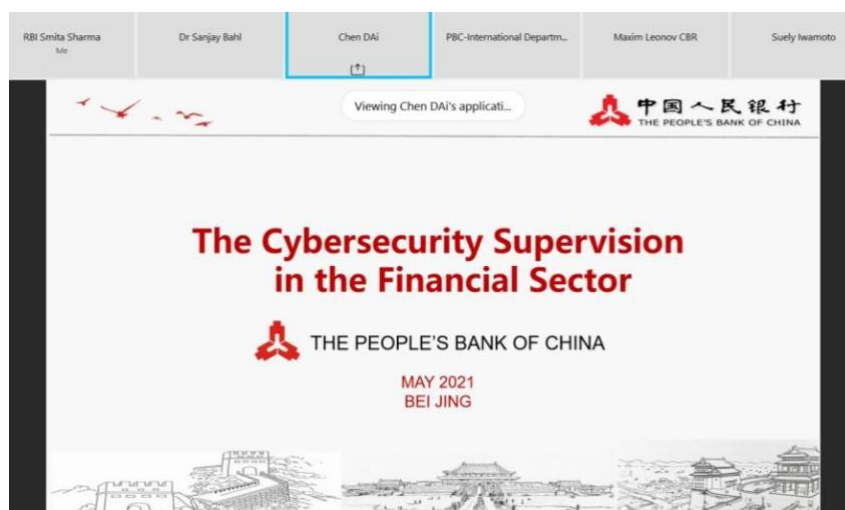 RBI Smita Sharma
Me
Dr Sanjay Bahl
Chen DAi
PBC-International Departm...
Maxim Leonov CBR
Suely Iwamoto
Viewing Chen DAi's applicati...
中国人民银行
THE PEOPLE'S BANK OF CHINA
The Cybersecurity Supervision
in the Financial Sector
THE PEOPLE'S BANK OF CHINA
MAY 2021
BEI JING